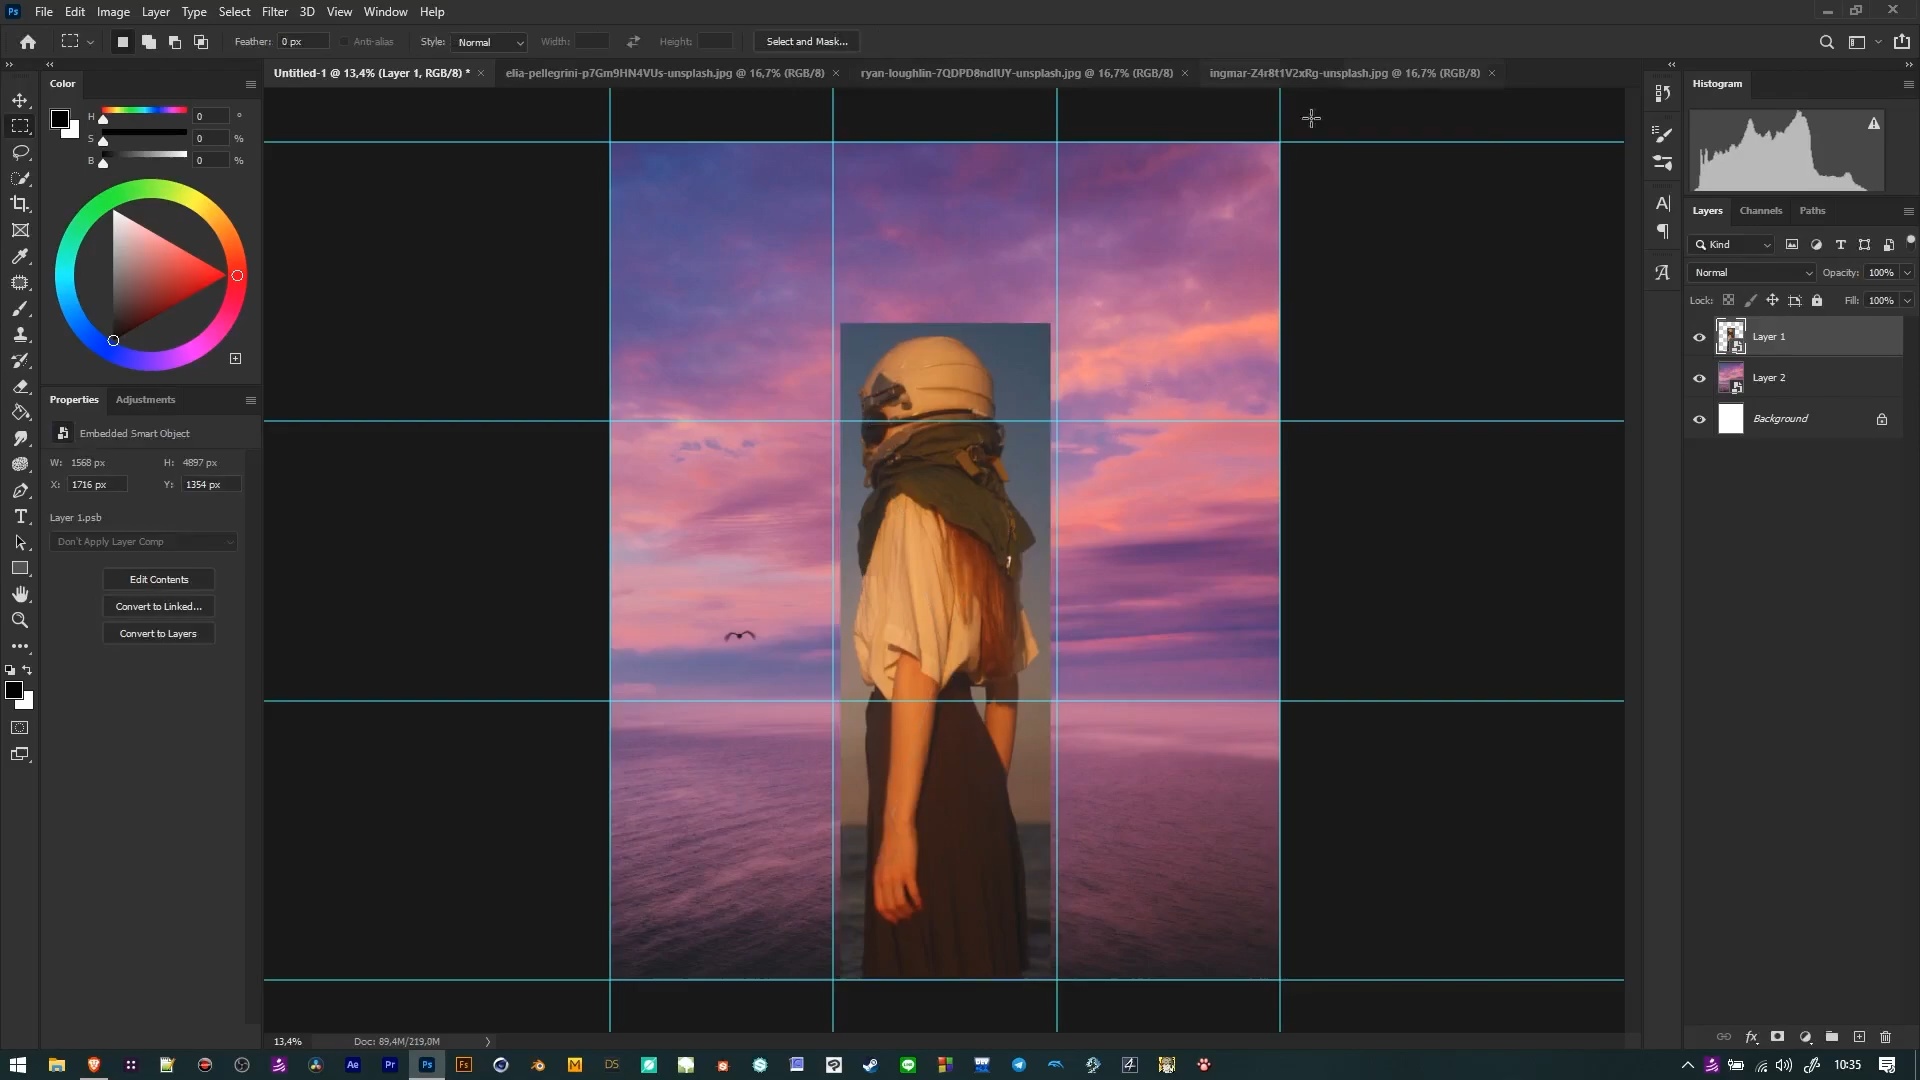 Ps File Edit Image Layer Type Select Filter 3D View Window Help
Feather: 0 px Anti-alias Style: Normal Width: Height: Select and Mask...
Untitled-1 @ 13,4% (Layer 1, RGB/8) * × elia-pellegrini-p7Gm9HN4VUs-unsplash.jpg @ 16,7% (RGB/8) × ryan-loughlin-7QDPD8ndIUY-unsplash.jpg @ 16,7% (RGB/8) × ingmar-Z4r8t1V2xRg-unsplash.jpg @ 16,7% (RGB/8) ×
Color
H 0 °
S 0 %
B 0 %
Properties Adjustments
Embedded Smart Object
W: 1568 px H: 4897 px
X: 1716 px Y: 1354 px
Layer 1.psb
Don't Apply Layer Comp
Edit Contents
Convert to Linked...
Convert to Layers
Histogram
Layers Channels Paths
Kind
Normal Opacity: 100%
Lock: Fill: 100%
Layer 1
Layer 2
Background
13,4% Doc: 89,4M/219,0M
Ae Pr Ps Fs M DS
10:35